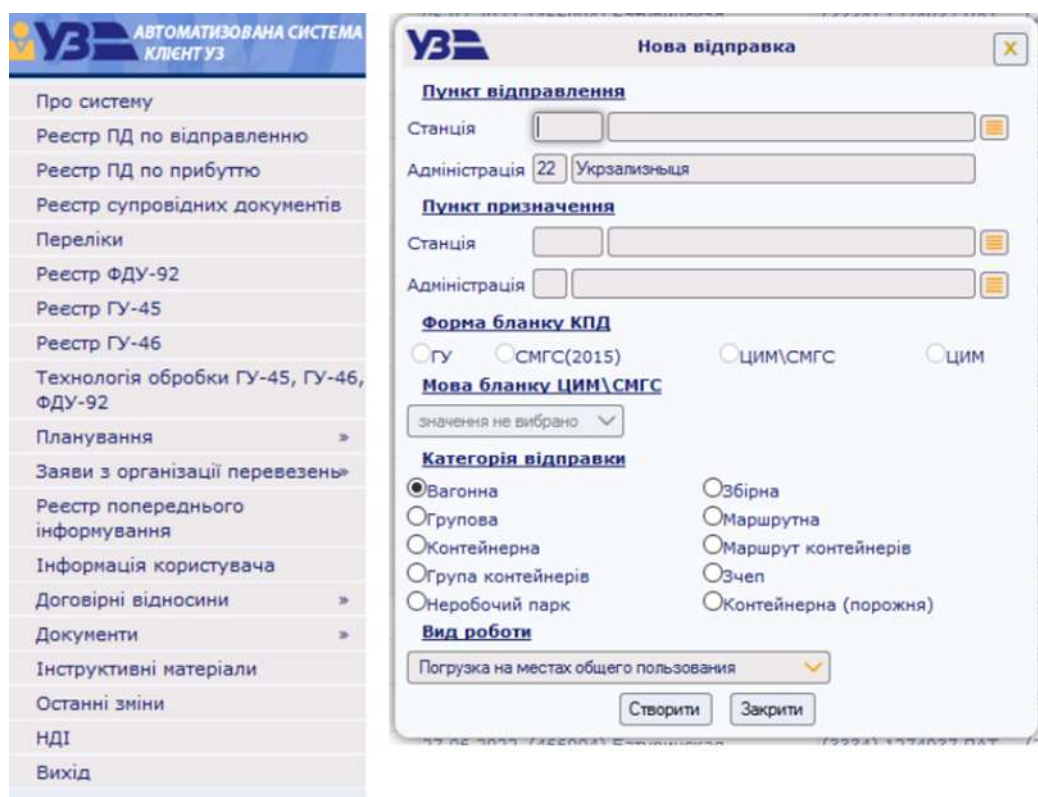 УЗ АВТОМАТИЗОВАНА СИСТЕМА
КЛІЄНТ УЗ
Про систему
Реєстр ПД по відправленню
Реєстр ПД по прибуттю
Реєстр супровідних документів
Переліки
Реєстр ФДУ-92
Реєстр ГУ-45
Реєстр ГУ-46
Технологія обробки ГУ-45, ГУ-46,
ФДУ-92
Планування »
Заяви з організації перевезень»
Реєстр попереднього
інформування
Інформація користувача
Договірні відносини »
Документи »
Інструктивні матеріали
Останні зміни
НДІ
Вихід
УЗ Нова відправка X
Пункт відправлення
Станція
Адміністрація 22 Укрзализныця
Пункт призначення
Станція
Адміністрація
Форма бланку КПД
ГУ СМГС(2015) ЦИМ\СМГС ЦИМ
Мова бланку ЦИМ\СМГС
значення не вибрано
Категорія відправки
Вагонна Збірна
Групова Маршрутна
Контейнерна Маршрут контейнерів
Група контейнерів Зчеп
Неробочий парк Контейнерна (порожня)
Вид роботи
Погрузка на местах общего пользования
Створити Закрити